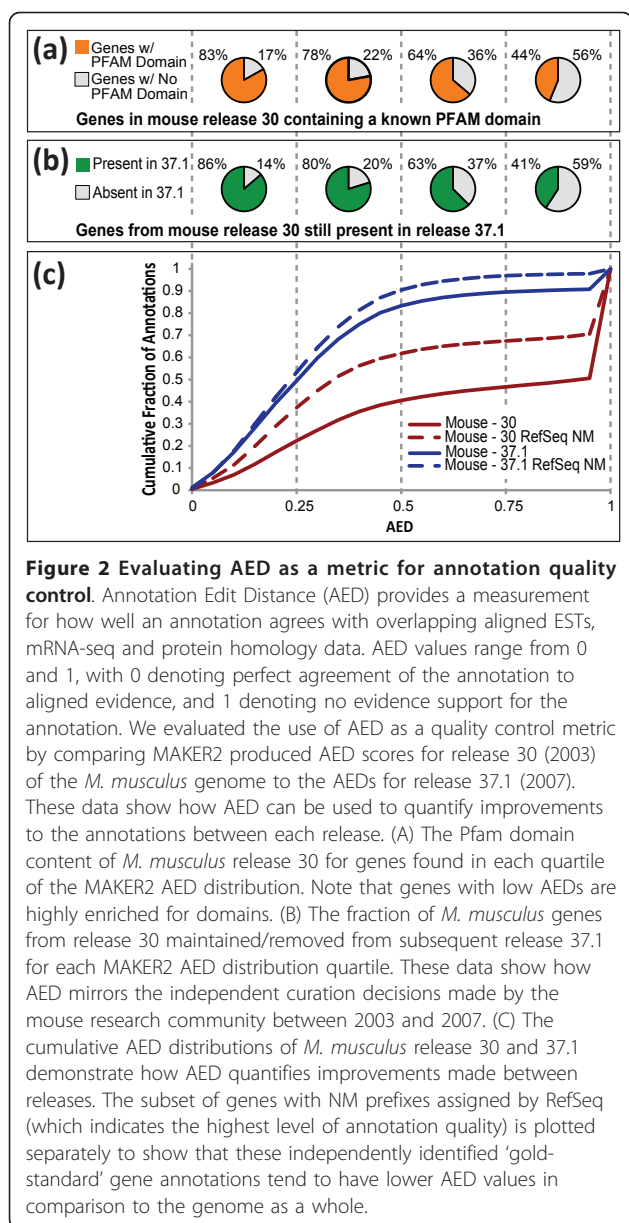 (a)
Genes w/ PFAM Domain
Genes w/ No PFAM Domain
83% 17% 78% 22% 64% 36% 44% 56%
Genes in mouse release 30 containing a known PFAM domain
(b)
Present in 37.1
Absent in 37.1
86% 14% 80% 20% 63% 37% 41% 59%
Genes from mouse release 30 still present in release 37.1
(c)
Cumulative Fraction of Annotations
1
0.9
0.8
0.7
0.6
0.5
0.4
0.3
0.2
0.1
0
Mouse - 30
Mouse - 30 RefSeq NM
Mouse - 37.1
Mouse - 37.1 RefSeq NM
0 0.25 0.5 0.75 1
AED
Figure 2 Evaluating AED as a metric for annotation quality
control. Annotation Edit Distance (AED) provides a measurement
for how well an annotation agrees with overlapping aligned ESTs,
mRNA-seq and protein homology data. AED values range from 0
and 1, with 0 denoting perfect agreement of the annotation to
aligned evidence, and 1 denoting no evidence support for the
annotation. We evaluated the use of AED as a quality control metric
by comparing MAKER2 produced AED scores for release 30 (2003)
of the M. musculus genome to the AEDs for release 37.1 (2007).
These data show how AED can be used to quantify improvements
to the annotations between each release. (A) The Pfam domain
content of M. musculus release 30 for genes found in each quartile
of the MAKER2 AED distribution. Note that genes with low AEDs are
highly enriched for domains. (B) The fraction of M. musculus genes
from release 30 maintained/removed from subsequent release 37.1
for each MAKER2 AED distribution quartile. These data show how
AED mirrors the independent curation decisions made by the
mouse research community between 2003 and 2007. (C) The
cumulative AED distributions of M. musculus release 30 and 37.1
demonstrate how AED quantifies improvements made between
releases. The subset of genes with NM prefixes assigned by RefSeq
(which indicates the highest level of annotation quality) is plotted
separately to show that these independently identified 'gold-
standard' gene annotations tend to have lower AED values in
comparison to the genome as a whole.